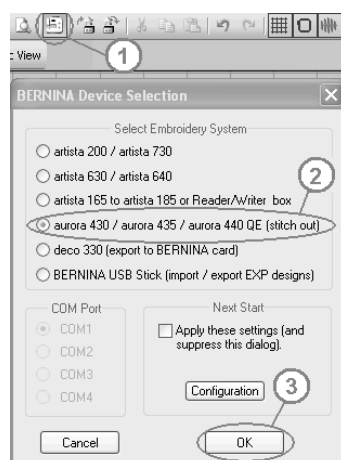 : View
1
BERNINA Device Selection
Select Embroidery System
artista 200 / artista 730
artista 630 / artista 640
2
artista 165 to artista 185 or Reader/Writer box
aurora 430 / aurora 435 / aurora 440 QE (stitch out)
deco 330 (export to BERNINA card)
BERNINA USB Stick (import / export EXP designs)
COM Port
COM1
COM2
COM3
COM4
Next Start
Apply these settings (and
suppress this dialog).
Configuration
3
Cancel
OK